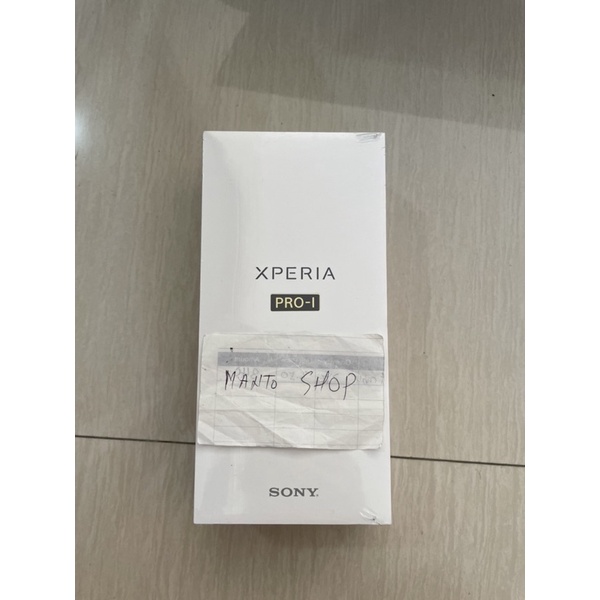 XPERIA
PRO-I
MANTO SHOP
SONY